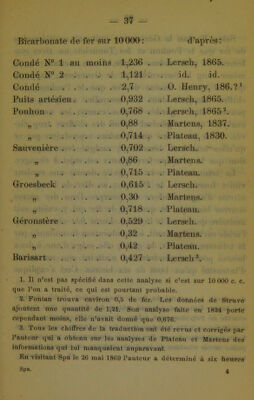 — 37 —
Bicarbonate de fer sur 10 000 : d'après:
Condé N° 1 au moins 1,236 . . Lersch, 1865.
Condé N° 2 . . . . . 1,121 . . id. id.
Condé . . . . . . . 2,7 . . O. Henry, 186.? ¹
Puits artésien . . . . . 0,932 . . Lersch, 1865.
Pouhon . . . . . . . 0,768 . . Lersch, 1865 ².
„ . . . . . . . 0,88 . . Martens, 1837.
„ . . . . . . . 0,714 . . Plateau, 1830.
Sauvenière . . . . . . 0,702 . . Lersch.
„ . . . . . . 0,86 . . Martens.
„ . . . . . . 0,715 . . Plateau.
Groesbeck . . . . . . 0,615 . . Lersch.
„ . . . . . . 0,30 . . Martens.
„ . . . . . . 0,718 . . Plateau.
Géronstère . . . . . . 0,529 . . Lersch.
„ . . . . . . 0,32 . . Martens.
„ . . . . . . 0,42 . . Plateau.
Barisart . . . . . . . 0,427 . . Lersch ³.
1. Il n'est pas spécifié dans cette analyse si c'est sur 10 000 c. c.
que l'on a traité, ce qui est pourtant probable.
2. Fontan trouva environ 0,5 de fer. Les données de Struve
ajoutent une quantité de 1,21. Son analyse faite en 1834 porte
cependant moins, elle n'avait donné que 0,676.
3. Tous les chiffres de la traduction ont été revus et corrigés par
l'auteur qui a obtenu sur les analyses de Plateau et Martens des
informations qui lui manquaient auparavant.
En visitant Spa le 26 mai 1869 l'auteur a déterminé à six heures
Spa. 4